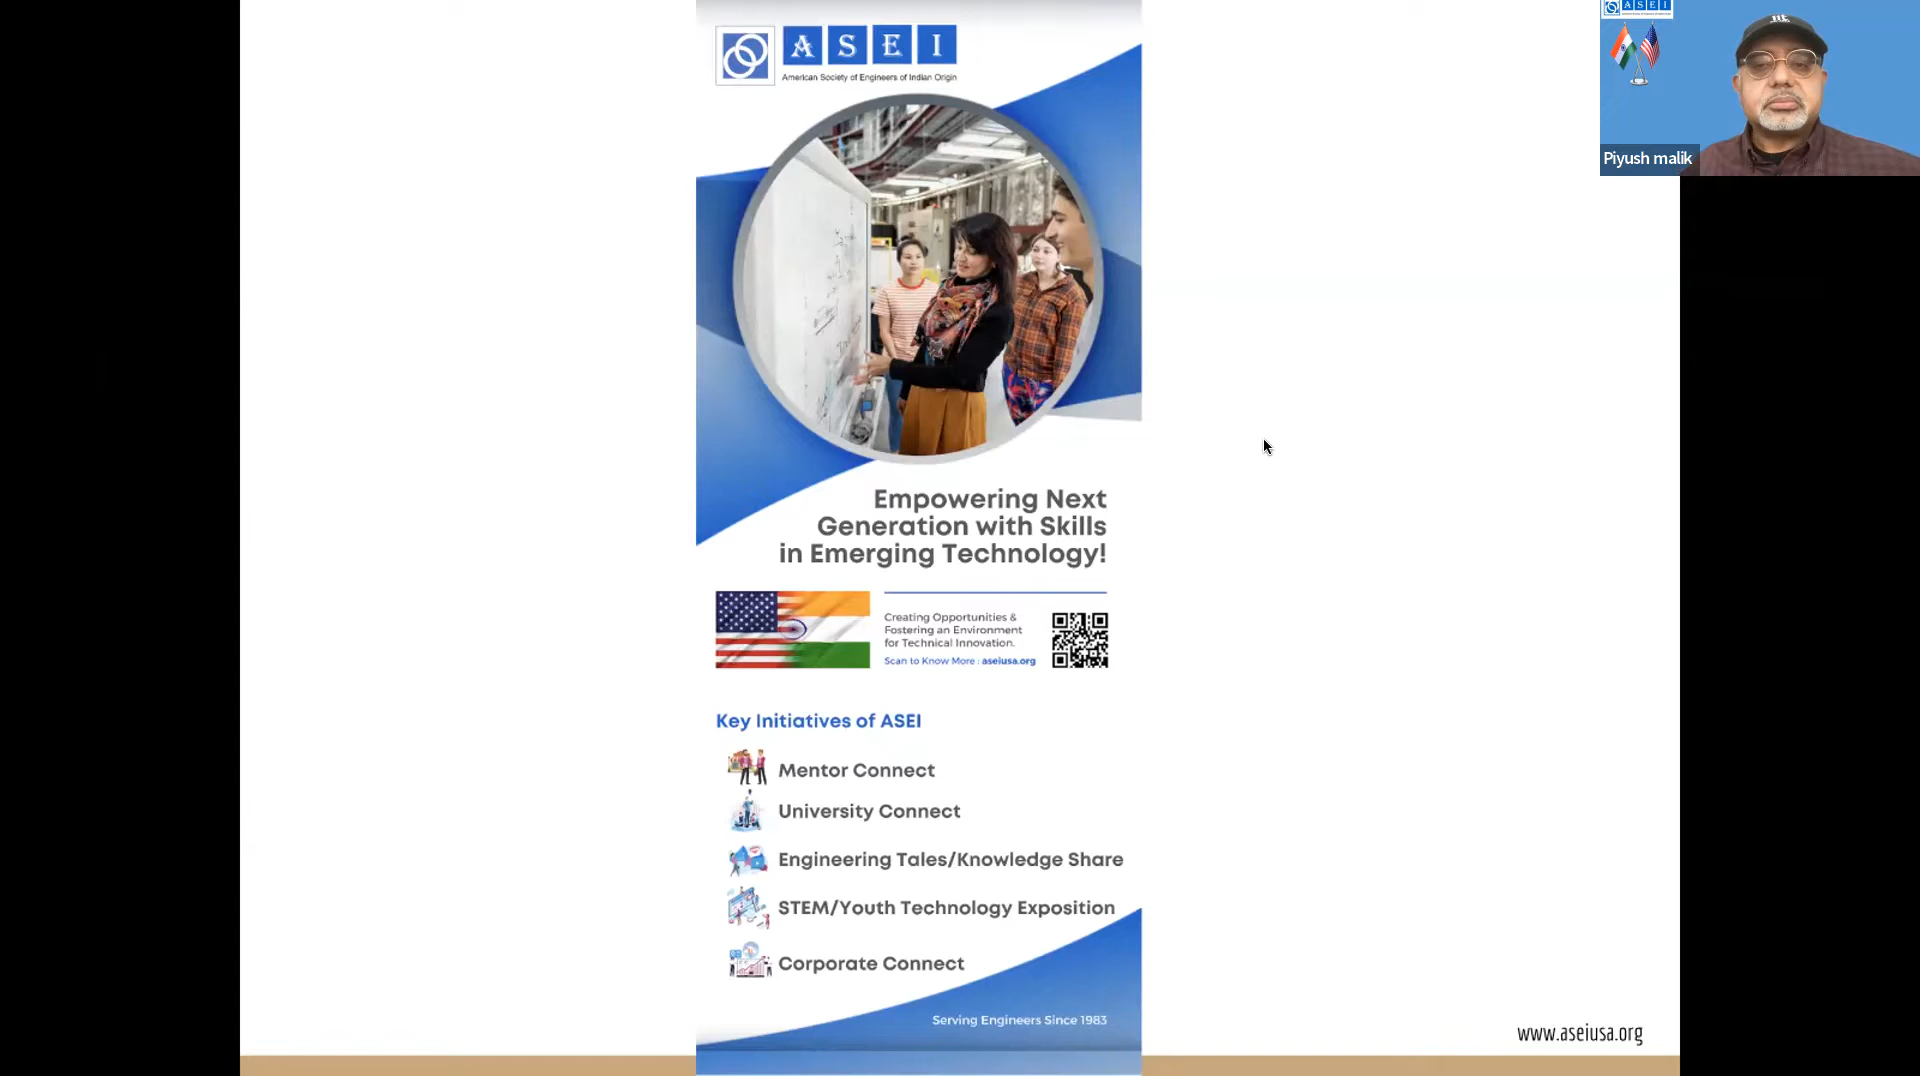 A S E I
American Society of Engineers of Indian Origin
A S E I
Piyush malik
Empowering Next
Generation with Skills
in Emerging Technology!
Creating Opportunities &
Fostering an Environment
for Technical Innovation.
Scan to Know More : aseiusa.org
Key Initiatives of ASEI
Mentor Connect
University Connect
Engineering Tales/Knowledge Share
STEM/Youth Technology Exposition
Corporate Connect
Serving Engineers Since 1983
www.aseiusa.org